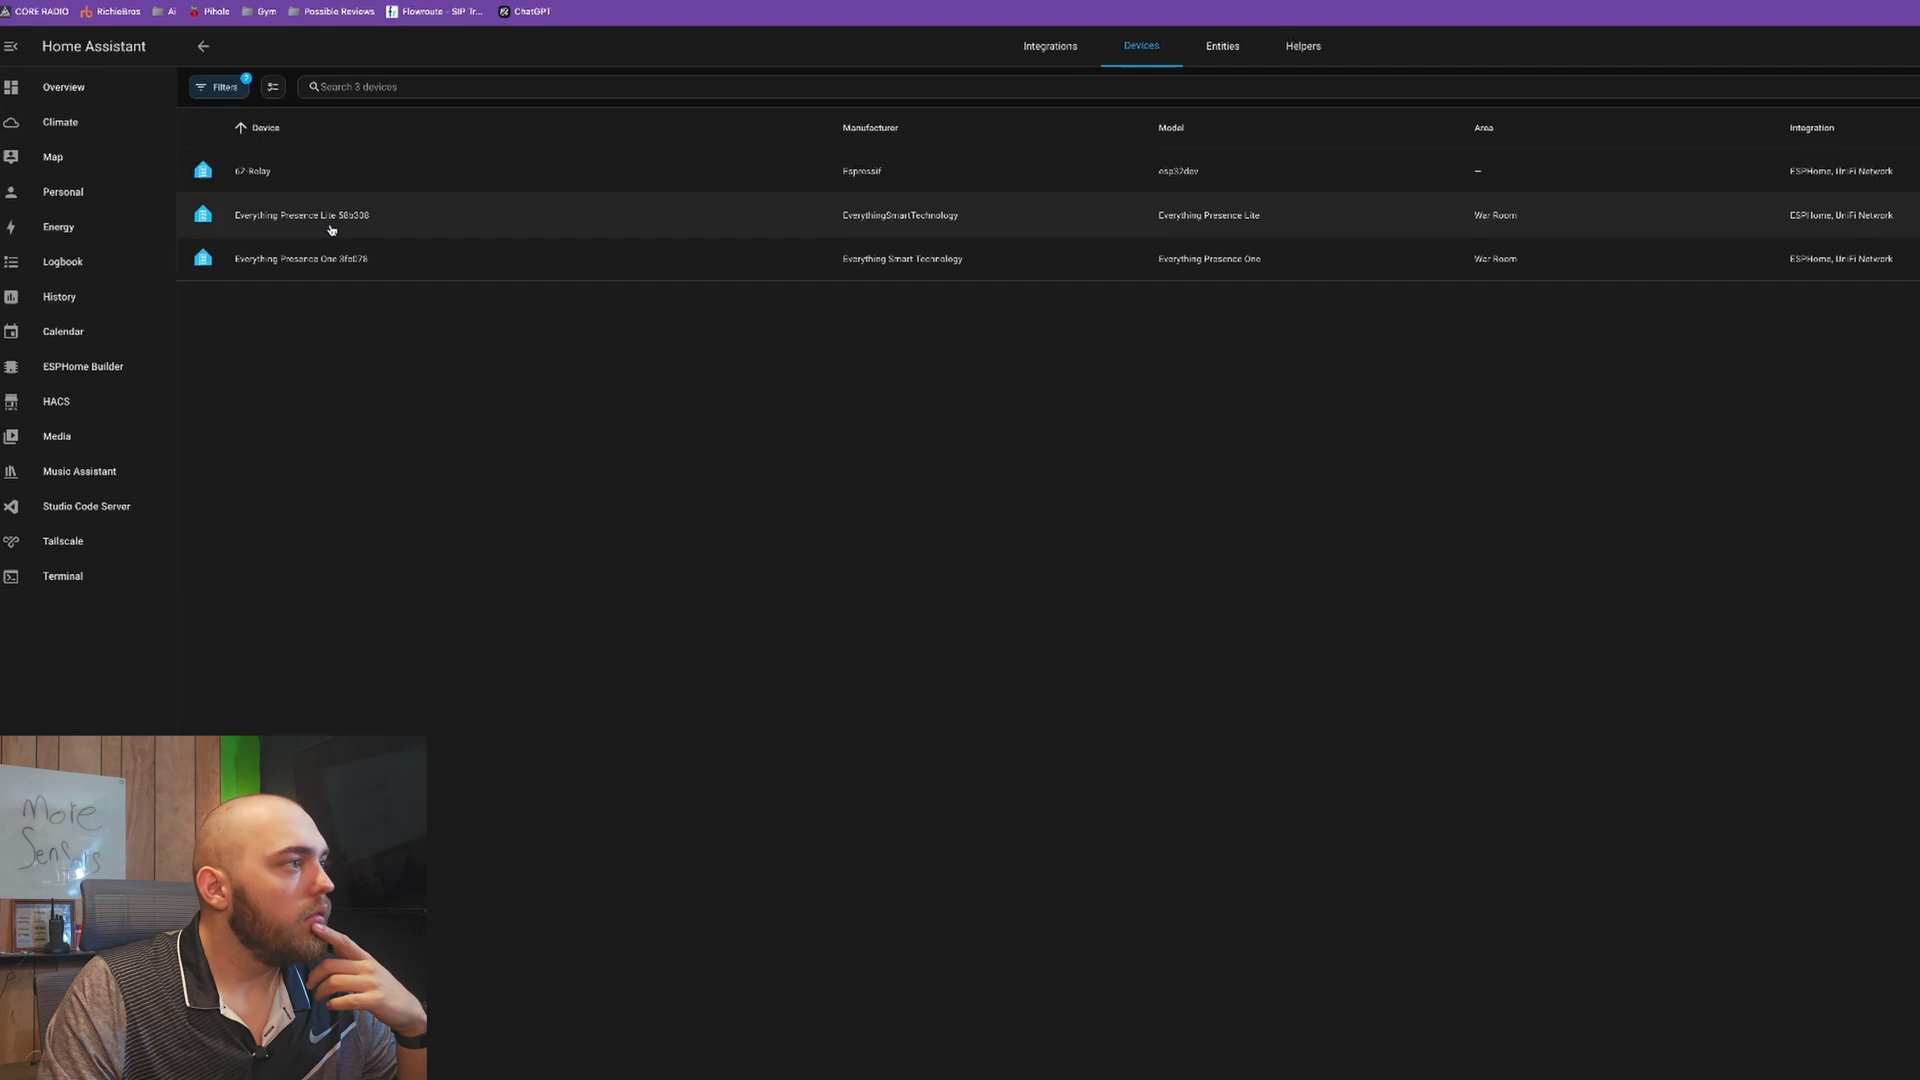 CORE RADIO RichieBros Ai Pihole Gym Possible Reviews Flowroute - SIP Tr... ChatGPT
Home Assistant
Integrations Devices Entities Helpers
Overview
Filters 2 Search 3 devices
Climate
Device Manufacturer Model Area Integration
Map
67-Relay Espressif esp32dev – ESPHome, UniFi Network
Personal
Everything Presence Lite 58b308 EverythingSmartTechnology Everything Presence Lite War Room ESPHome, UniFi Network
Energy
Everything Presence One 3fe078 Everything Smart Technology Everything Presence One War Room ESPHome, UniFi Network
Logbook
History
Calendar
ESPHome Builder
HACS
Media
Music Assistant
Studio Code Server
Tailscale
Terminal
More
Sensors